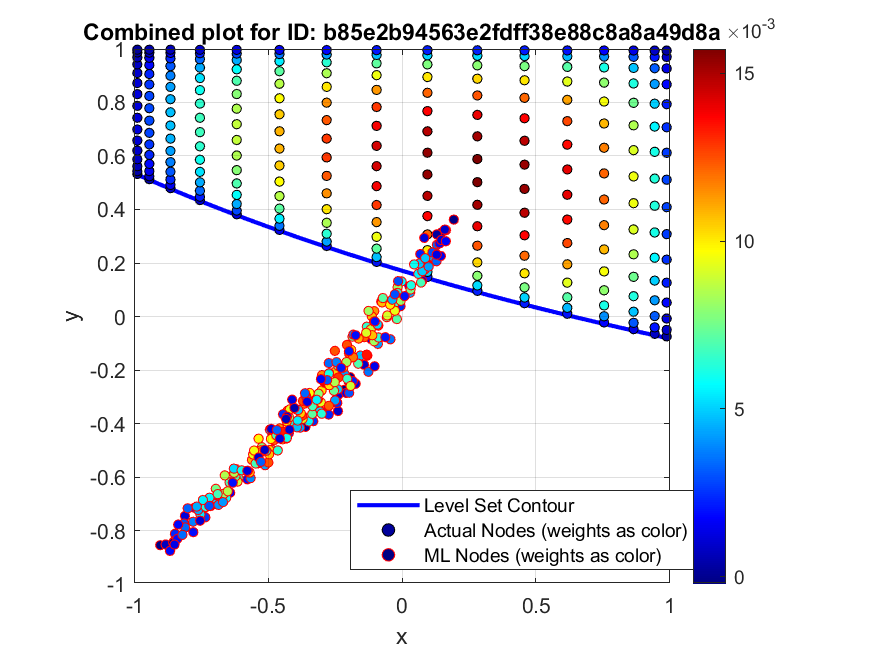 Combined plot for ID: b85e2b94563e2fdff38e88c8a8a49d8a
×10⁻³
1
0.8
0.6
0.4
0.2
0
-0.2
-0.4
-0.6
-0.8
-1
y
-1 -0.5 0 0.5 1
x
Level Set Contour
Actual Nodes (weights as color)
ML Nodes (weights as color)
15
10
5
0